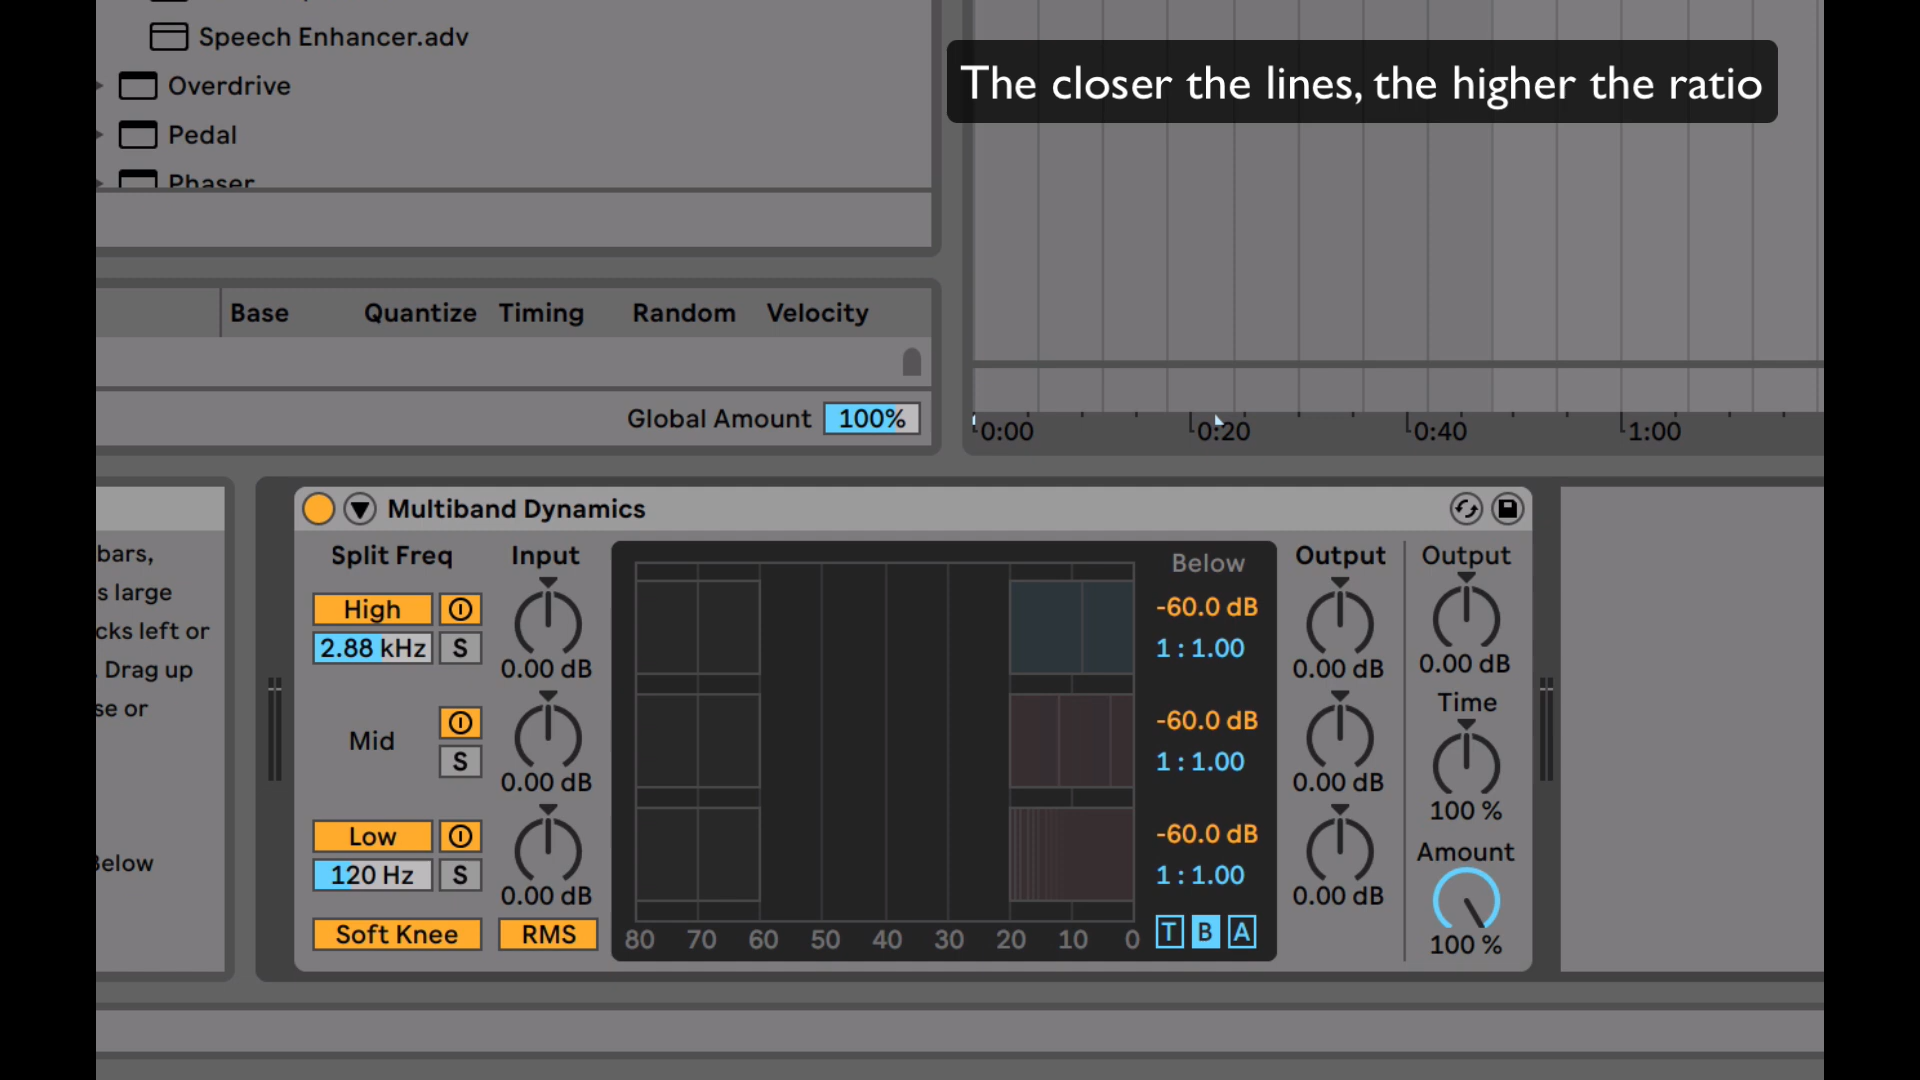 Speech Enhancer.adv
The closer the lines, the higher the ratio
Overdrive
Pedal
Phaser
Base Quantize Timing Random Velocity
Global Amount 100%
0:00 0:20 0:40 1:00
Multiband Dynamics
bars,
s large
cks left or
. Drag up
se or
Below
Split Freq Input Below Output Output
High
2.88 kHz S 0.00 dB -60.0 dB 1 : 1.00 0.00 dB 0.00 dB
Time
Mid S 0.00 dB -60.0 dB 1 : 1.00 0.00 dB 100 %
Amount
Low
120 Hz S 0.00 dB -60.0 dB 1 : 1.00 0.00 dB 100 %
Soft Knee RMS 80 70 60 50 40 30 20 10 0 T B A